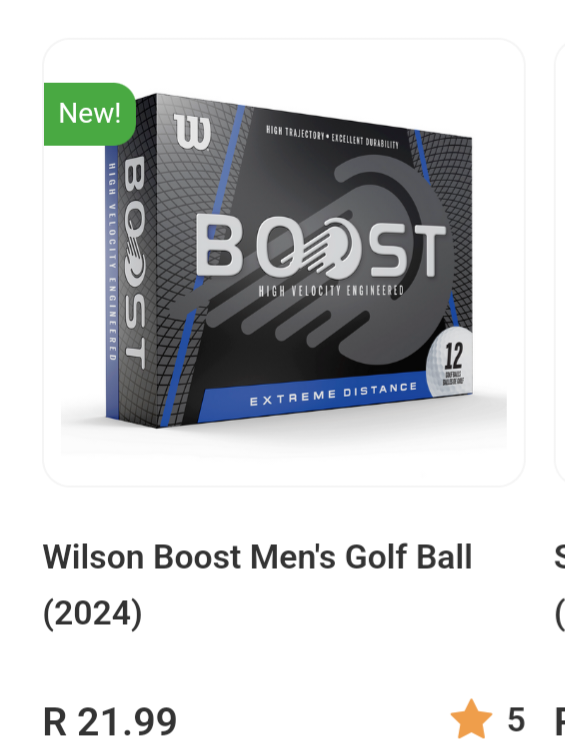 New!
W
HIGH TRAJECTORY • EXCELLENT DURABILITY
BOOST
HIGH VELOCITY ENGINEERED
BOOST
HIGH VELOCITY ENGINEERED
EXTREME DISTANCE
12
Wilson Boost Men's Golf Ball
(2024)
R 21.99
5
S
(